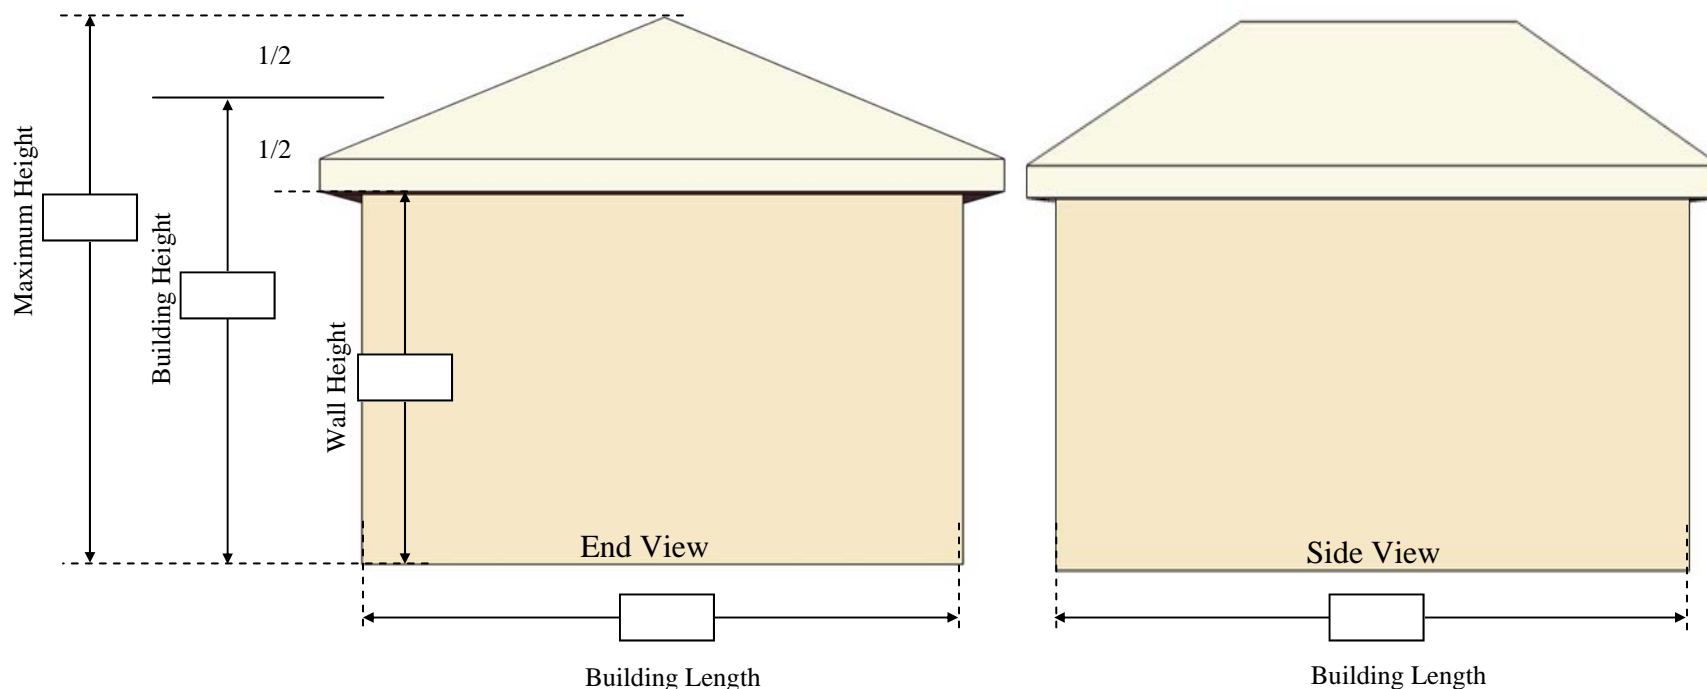 1/2
1/2
Maximum Height
Building Height
Wall Height
End View
Side View
Building Length
Building Length